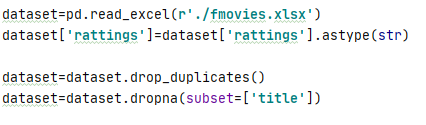 dataset=pd.read_excel(r'./fmovies.xlsx')
dataset['rattings']=dataset['rattings'].astype(str)
dataset=dataset.drop_duplicates()
dataset=dataset.dropna(subset=['title'])